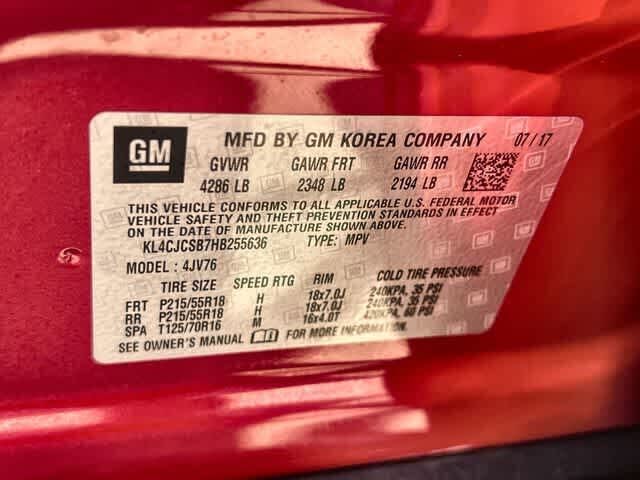 GM MFD BY GM KOREA COMPANY 07/17
GVWR GAWR FRT GAWR RR
4286 LB 2348 LB 2194 LB
THIS VEHICLE CONFORMS TO ALL APPLICABLE U.S. FEDERAL MOTOR
VEHICLE SAFETY AND THEFT PREVENTION STANDARDS IN EFFECT
ON THE DATE OF MANUFACTURE SHOWN ABOVE.
KL4CJCSB7HB255636 TYPE: MPV
MODEL: 4JV76
TIRE SIZE SPEED RTG RIM COLD TIRE PRESSURE
FRT P215/55R18 H 18x7.0J 240KPA, 35 PSI
RR P215/55R18 H 18x7.0J 240KPA, 35 PSI
SPA T125/70R16 M 16x4.0T 420KPA, 60 PSI
SEE OWNER'S MANUAL FOR MORE INFORMATION.